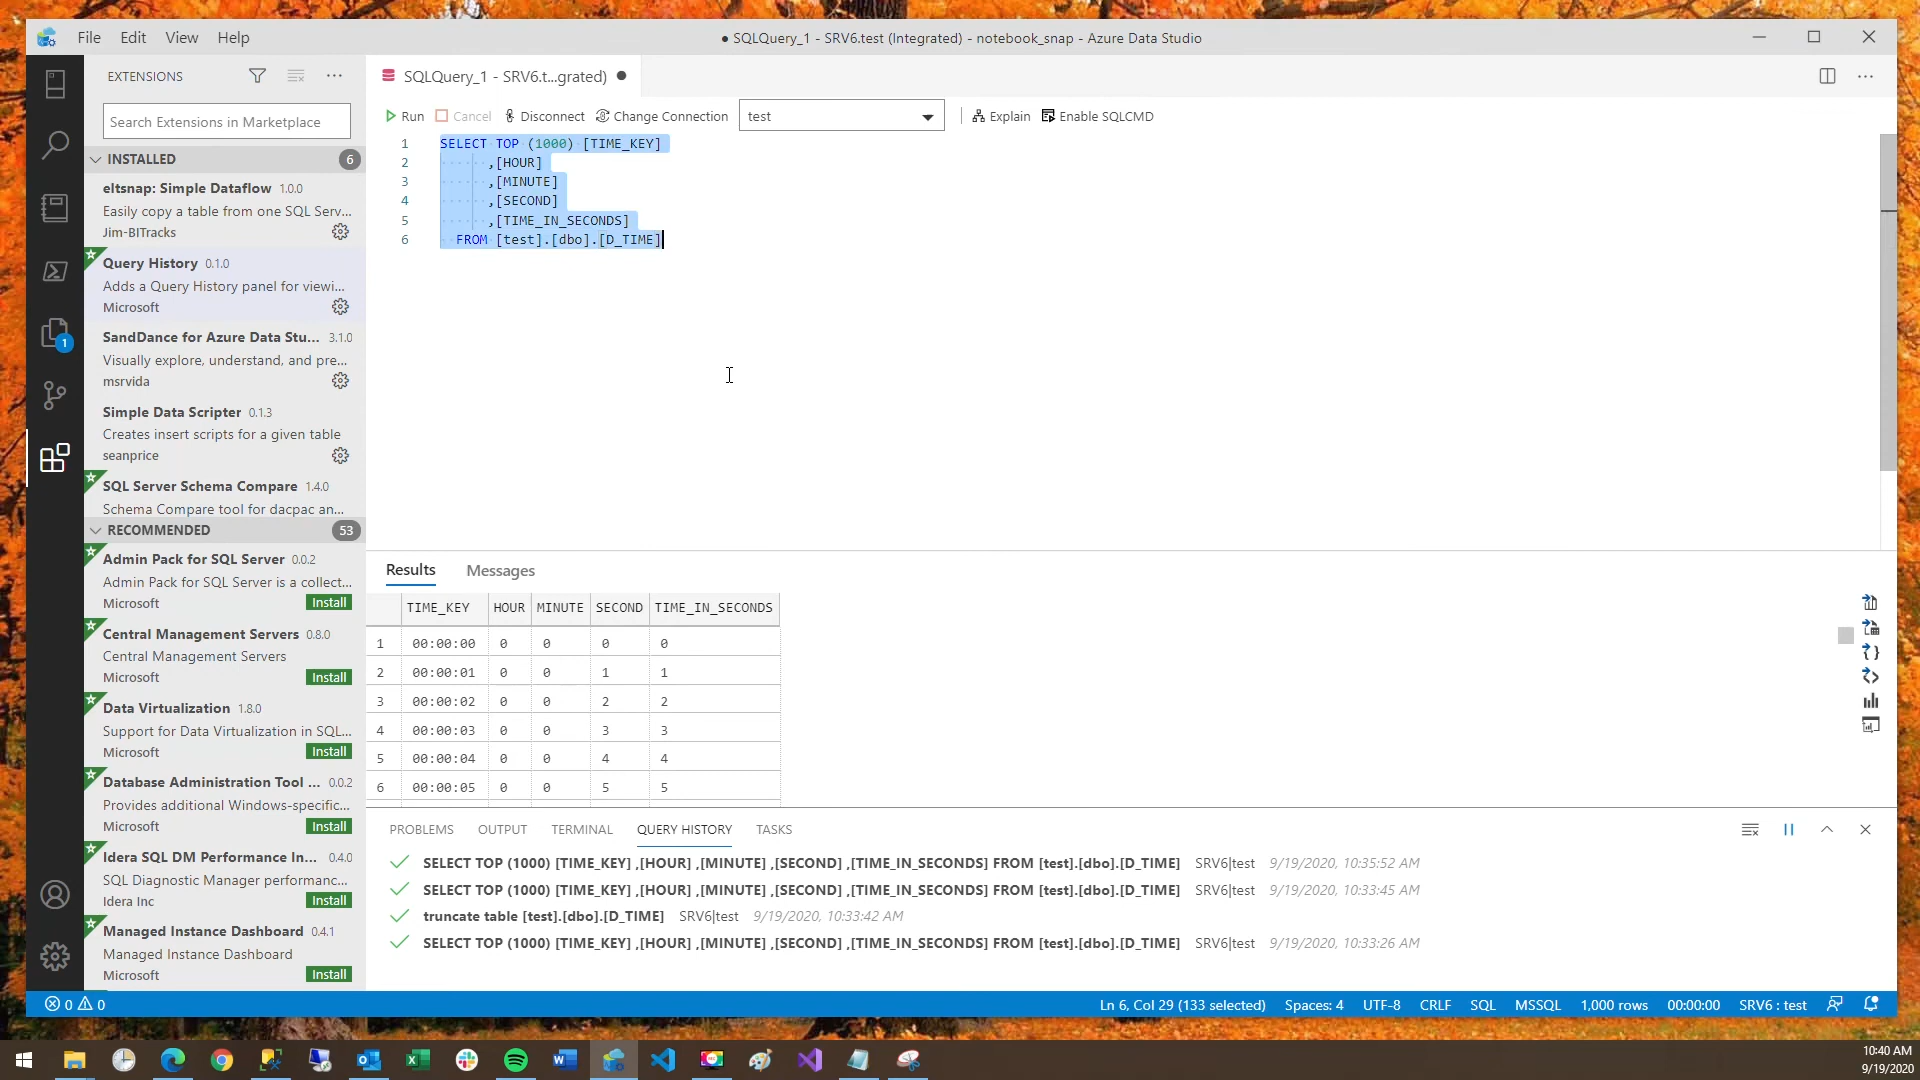 File Edit View Help
● SQLQuery_1 - SRV6.test (Integrated) - notebook_snap - Azure Data Studio
EXTENSIONS
Search Extensions in Marketplace
INSTALLED 6
eltsnap: Simple Dataflow 1.0.0
Easily copy a table from one SQL Serv...
Jim-BITracks
Query History 0.1.0
Adds a Query History panel for viewi...
Microsoft
SandDance for Azure Data Stu... 3.1.0
Visually explore, understand, and pre...
msrvida
Simple Data Scripter 0.1.3
Creates insert scripts for a given table
seanprice
SQL Server Schema Compare 1.4.0
Schema Compare tool for dacpac an...
RECOMMENDED 53
Admin Pack for SQL Server 0.0.2
Admin Pack for SQL Server is a collect...
Microsoft Install
Central Management Servers 0.8.0
Central Management Servers
Microsoft Install
Data Virtualization 1.8.0
Support for Data Virtualization in SQL...
Microsoft Install
Database Administration Tool ... 0.0.2
Provides additional Windows-specific...
Microsoft Install
Idera SQL DM Performance In... 0.4.0
SQL Diagnostic Manager performanc...
Idera Inc Install
Managed Instance Dashboard 0.4.1
Managed Instance Dashboard
Microsoft Install
1
SQLQuery_1 - SRV6.t...grated) ●
Run Cancel Disconnect Change Connection test Explain Enable SQLCMD
1 SELECT TOP (1000) [TIME_KEY]
2 ,[HOUR]
3 ,[MINUTE]
4 ,[SECOND]
5 ,[TIME_IN_SECONDS]
6 FROM [test].[dbo].[D_TIME]
Results Messages
TIME_KEY HOUR MINUTE SECOND TIME_IN_SECONDS
1 00:00:00 0 0 0 0
2 00:00:01 0 0 1 1
3 00:00:02 0 0 2 2
4 00:00:03 0 0 3 3
5 00:00:04 0 0 4 4
6 00:00:05 0 0 5 5
PROBLEMS OUTPUT TERMINAL QUERY HISTORY TASKS
SELECT TOP (1000) [TIME_KEY] ,[HOUR] ,[MINUTE] ,[SECOND] ,[TIME_IN_SECONDS] FROM [test].[dbo].[D_TIME] SRV6|test 9/19/2020, 10:35:52 AM
SELECT TOP (1000) [TIME_KEY] ,[HOUR] ,[MINUTE] ,[SECOND] ,[TIME_IN_SECONDS] FROM [test].[dbo].[D_TIME] SRV6|test 9/19/2020, 10:33:45 AM
truncate table [test].[dbo].[D_TIME] SRV6|test 9/19/2020, 10:33:42 AM
SELECT TOP (1000) [TIME_KEY] ,[HOUR] ,[MINUTE] ,[SECOND] ,[TIME_IN_SECONDS] FROM [test].[dbo].[D_TIME] SRV6|test 9/19/2020, 10:33:26 AM
0 0 Ln 6, Col 29 (133 selected) Spaces: 4 UTF-8 CRLF SQL MSSQL 1,000 rows 00:00:00 SRV6 : test
10:40 AM
9/19/2020